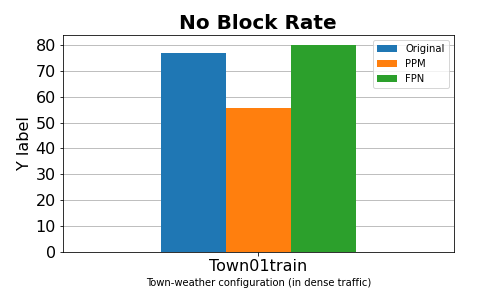 No Block Rate
Y label
80
70
60
50
40
30
20
10
0
Original
PPM
FPN
Town01train
Town-weather configuration (in dense traffic)